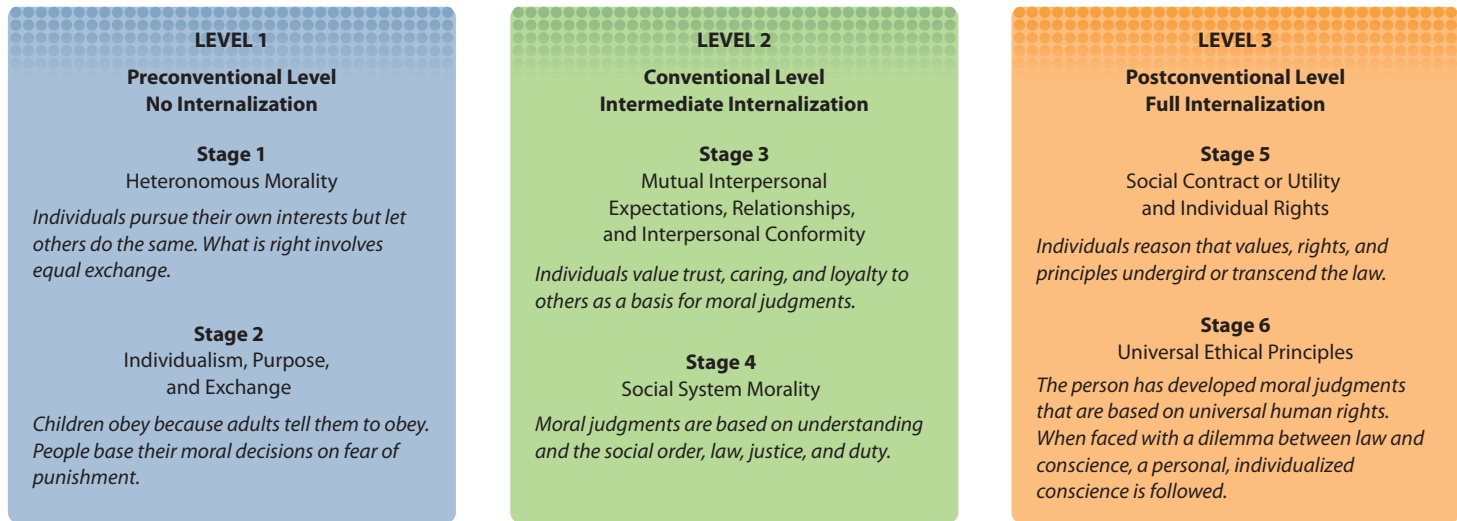 LEVEL 1
Preconventional Level
No Internalization
Stage 1
Heteronomous Morality
Individuals pursue their own interests but let
others do the same. What is right involves
equal exchange.
Stage 2
Individualism, Purpose,
and Exchange
Children obey because adults tell them to obey.
People base their moral decisions on fear of
punishment.
LEVEL 2
Conventional Level
Intermediate Internalization
Stage 3
Mutual Interpersonal
Expectations, Relationships,
and Interpersonal Conformity
Individuals value trust, caring, and loyalty to
others as a basis for moral judgments.
Stage 4
Social System Morality
Moral judgments are based on understanding
and the social order, law, justice, and duty.
LEVEL 3
Postconventional Level
Full Internalization
Stage 5
Social Contract or Utility
and Individual Rights
Individuals reason that values, rights, and
principles undergird or transcend the law.
Stage 6
Universal Ethical Principles
The person has developed moral judgments
that are based on universal human rights.
When faced with a dilemma between law and
conscience, a personal, individualized
conscience is followed.